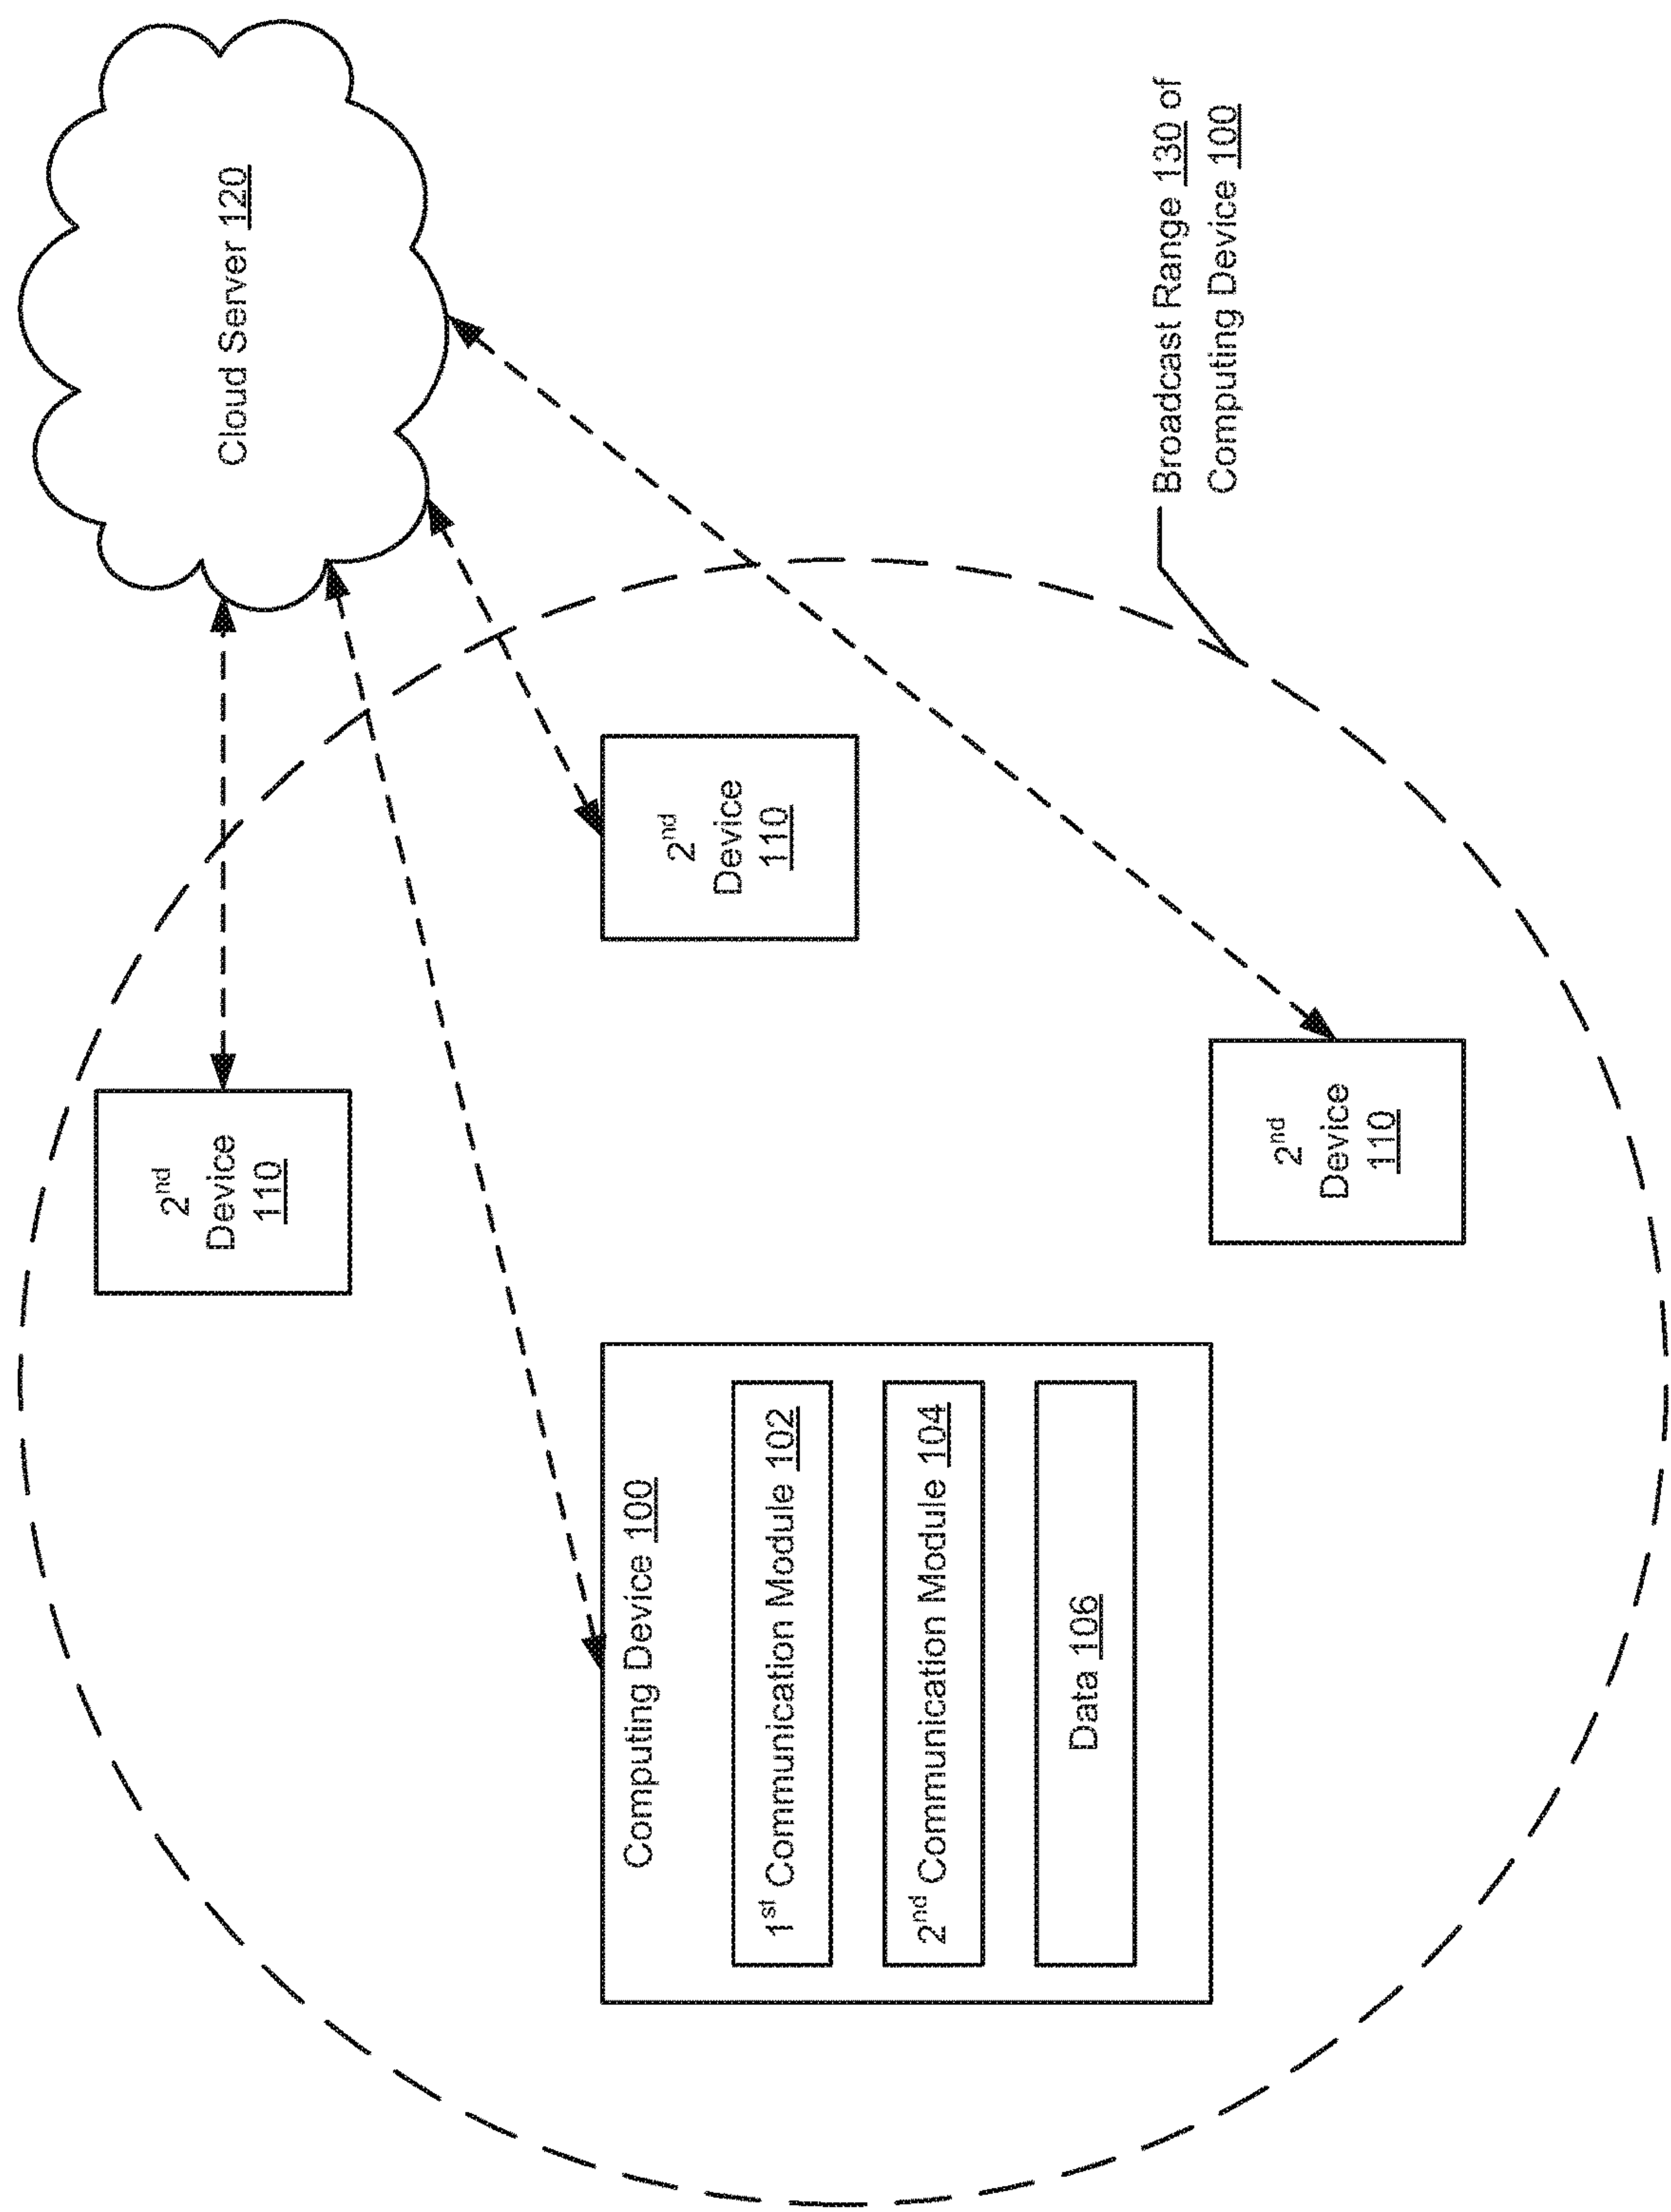 Cloud Server 120
2nd
Device
110
2nd
Device
110
2nd
Device
110
Computing Device 100
1st Communication Module 102
2nd Communication Module 104
Data 106
Broadcast Range 130 of
Computing Device 100